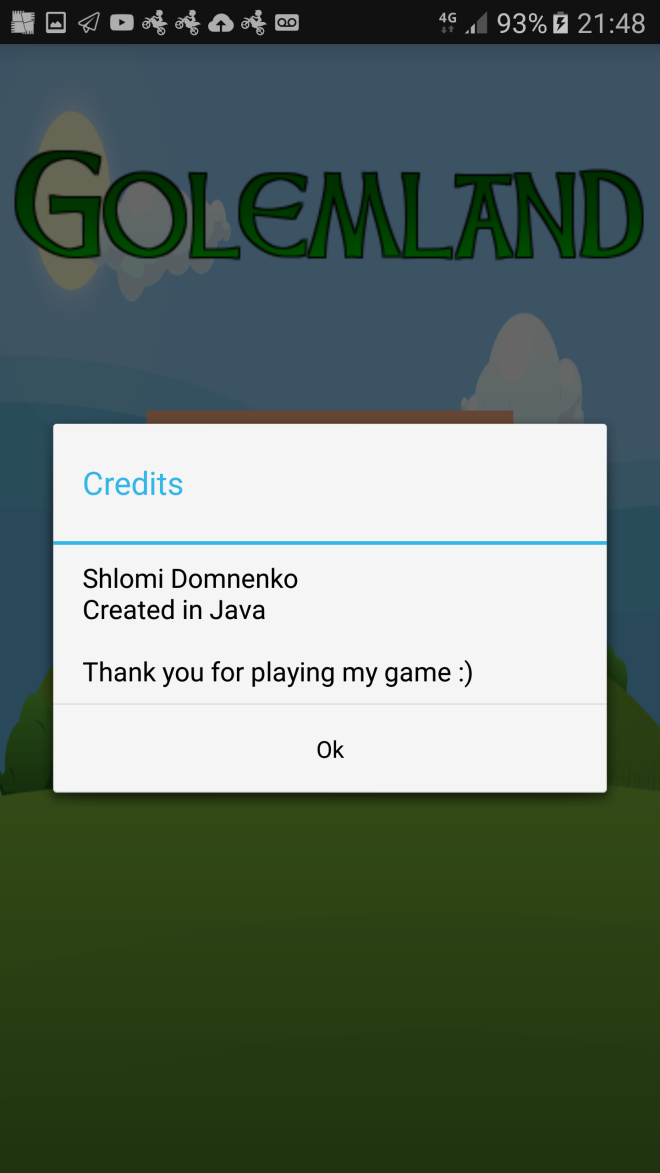 4G 93% 21:48
GOLEMLAND
Credits
Shlomi Domnenko
Created in Java
Thank you for playing my game :)
Ok